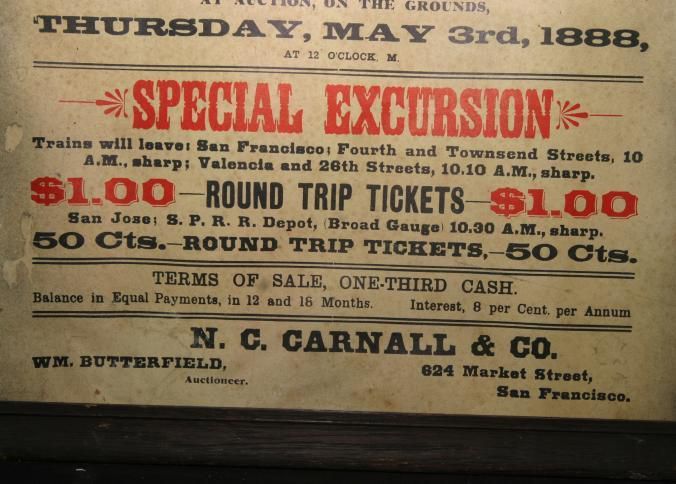 AT AUCTION, ON THE GROUNDS,
THURSDAY, MAY 3rd, 1888,
AT 12 O'CLOCK, M.
SPECIAL EXCURSION
Trains will leave: San Francisco; Fourth and Townsend Streets, 10
A.M., sharp; Valencia and 26th Streets, 10.10 A.M., sharp.
$1.00—ROUND TRIP TICKETS—$1.00
San Jose; S. P. R. R. Depot, (Broad Gauge) 10.30 A.M., sharp.
50 Cts.—ROUND TRIP TICKETS,—50 Cts.
TERMS OF SALE, ONE-THIRD CASH.
Balance in Equal Payments, in 12 and 18 Months. Interest, 8 per Cent. per Annum
N. C. CARNALL & CO.
WM. BUTTERFIELD, 624 Market Street,
Auctioneer. San Francisco.